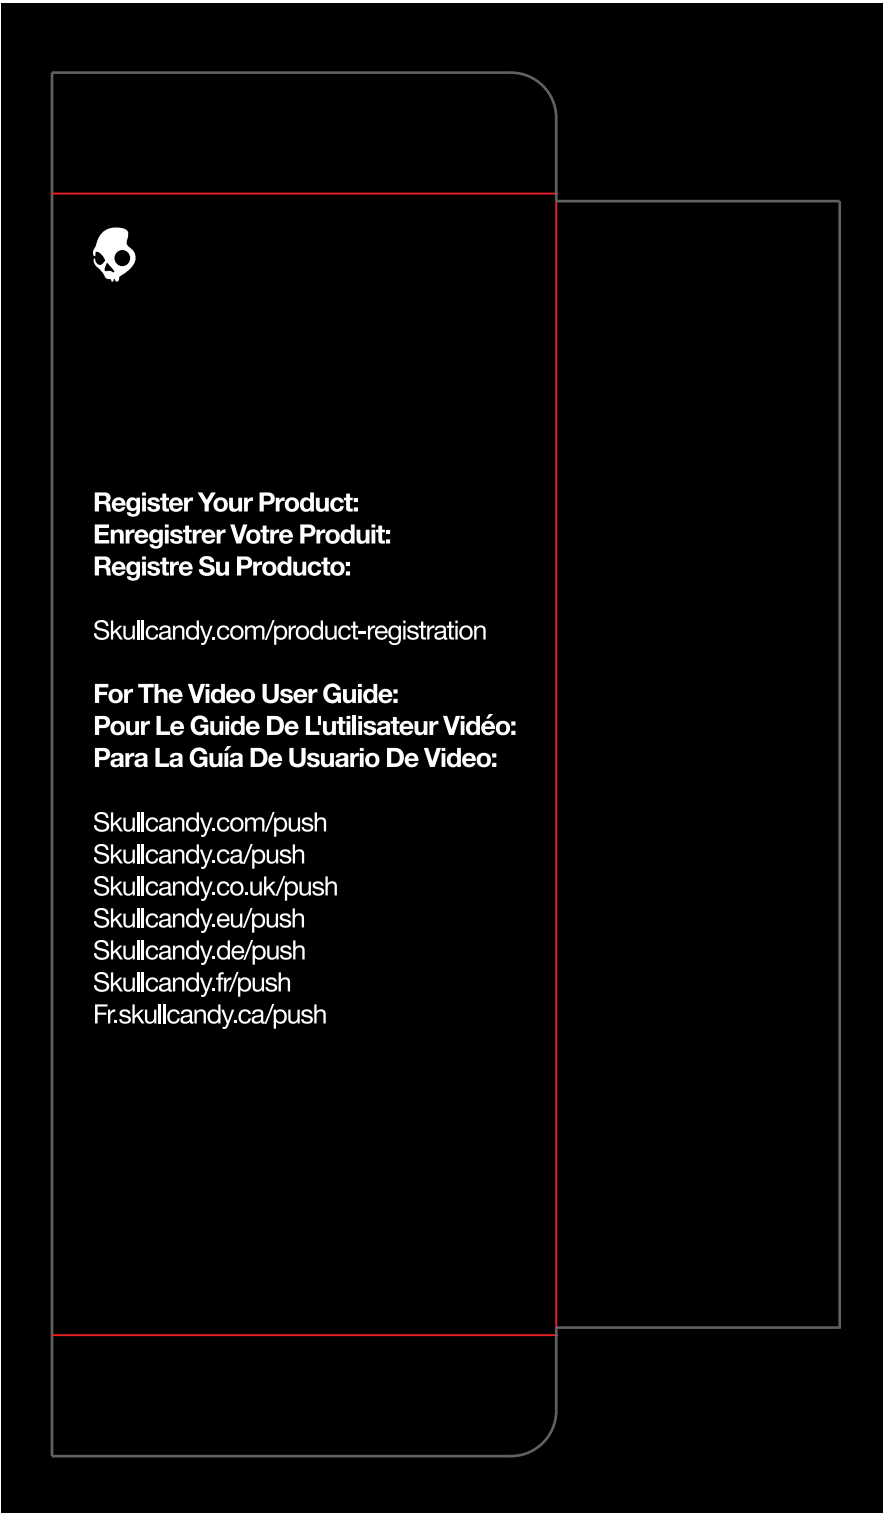 Register Your Product:
Enregistrer Votre Produit:
Registre Su Producto:
Skullcandy.com/product-registration
For The Video User Guide:
Pour Le Guide De L'utilisateur Vidéo:
Para La Guía De Usuario De Video:
Skullcandy.com/push
Skullcandy.ca/push
Skullcandy.co.uk/push
Skullcandy.eu/push
Skullcandy.de/push
Skullcandy.fr/push
Fr.skullcandy.ca/push